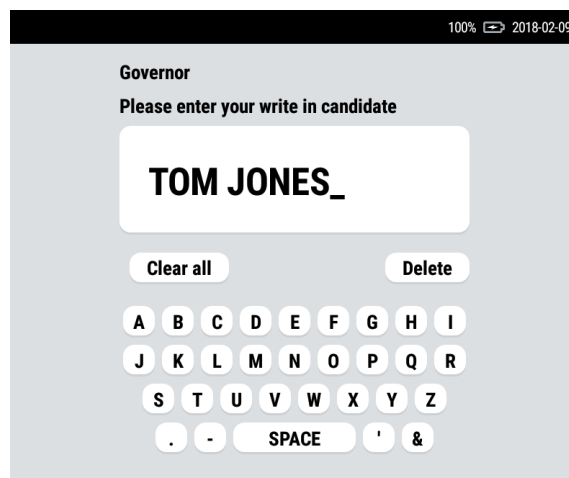 100% 2018-02-09
Governor
Please enter your write in candidate
TOM JONES_
Clear all Delete
A B C D E F G H I
J K L M N O P Q R
S T U V W X Y Z
. - SPACE ' &